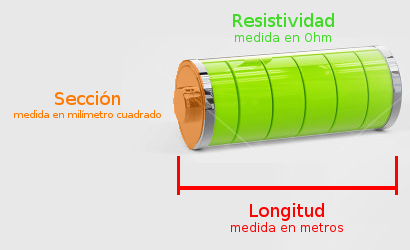 Resistividad
medida en Ohm
Sección
medida en milimetro cuadrado
Longitud
medida en metros